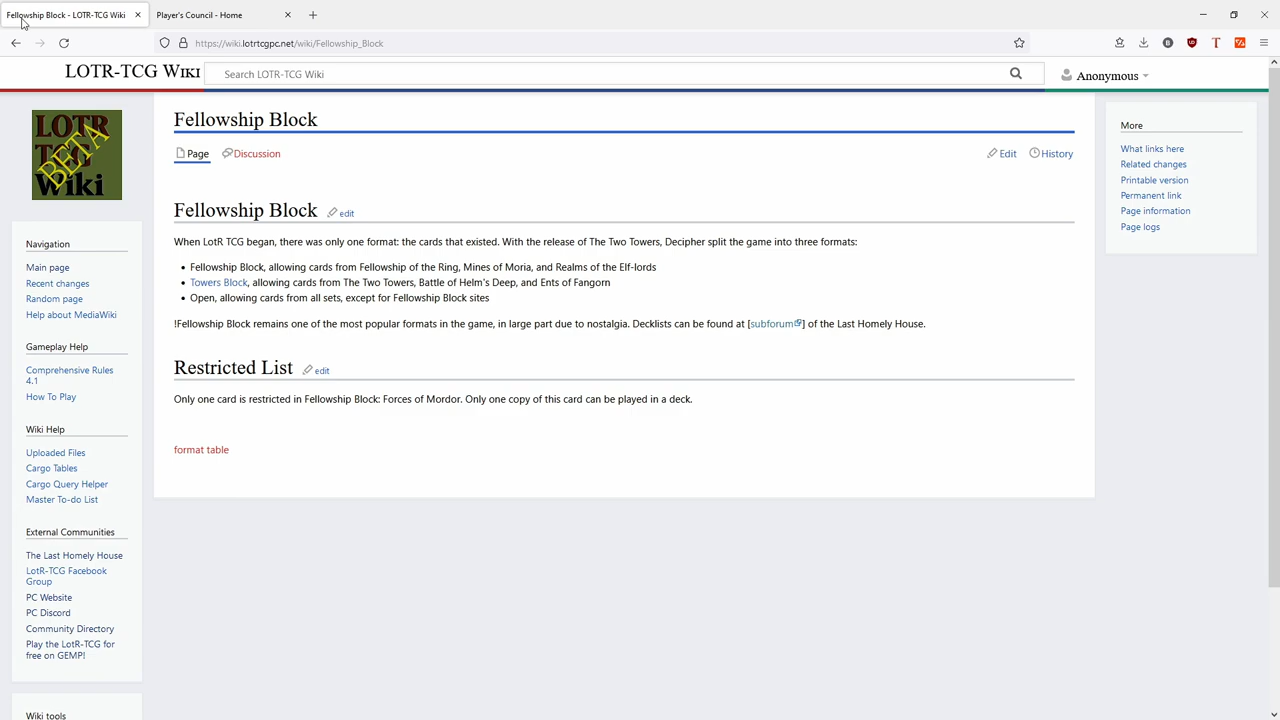 Fellowship Block - LOTR-TCG Wiki
Player's Council - Home
https://wiki.lotrtcgpc.net/wiki/Fellowship_Block
LOTR-TCG Wiki
Search LOTR-TCG Wiki
Anonymous
LOTR
TCG
Wiki
BETA
Navigation
Main page
Recent changes
Random page
Help about MediaWiki
Gameplay Help
Comprehensive Rules
4.1
How To Play
Wiki Help
Uploaded Files
Cargo Tables
Cargo Query Helper
Master To-do List
External Communities
The Last Homely House
LotR-TCG Facebook
Group
PC Website
PC Discord
Community Directory
Play the LotR-TCG for
free on GEMP!
Wiki tools
Fellowship Block
Page
Discussion
Edit
History
Fellowship Block
edit
When LotR TCG began, there was only one format: the cards that existed. With the release of The Two Towers, Decipher split the game into three formats:
• Fellowship Block, allowing cards from Fellowship of the Ring, Mines of Moria, and Realms of the Elf-lords
• Towers Block, allowing cards from The Two Towers, Battle of Helm's Deep, and Ents of Fangorn
• Open, allowing cards from all sets, except for Fellowship Block sites
!Fellowship Block remains one of the most popular formats in the game, in large part due to nostalgia. Decklists can be found at [subforum] of the Last Homely House.
Restricted List
edit
Only one card is restricted in Fellowship Block: Forces of Mordor. Only one copy of this card can be played in a deck.
format table
More
What links here
Related changes
Printable version
Permanent link
Page information
Page logs